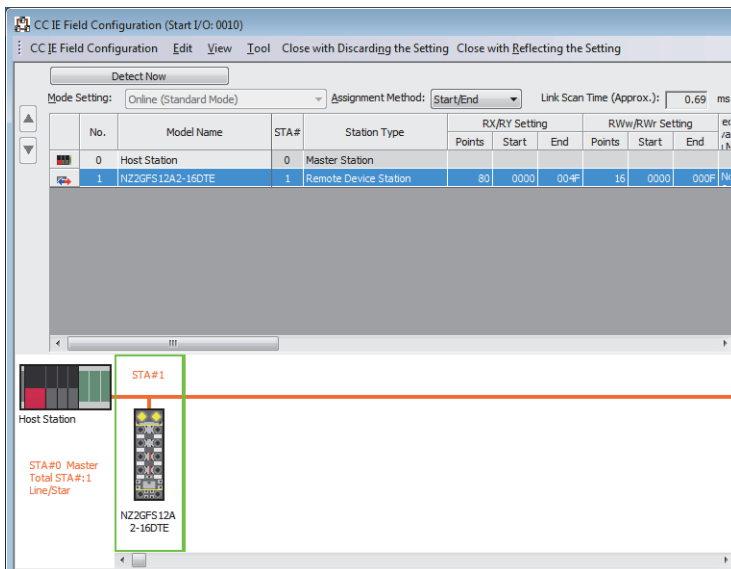 CC IE Field Configuration (Start I/O: 0010)
CC IE Field Configuration Edit View Tool Close with Discarding the Setting Close with Reflecting the Setting
Detect Now
Mode Setting: Online (Standard Mode) Assignment Method: Start/End Link Scan Time (Approx.): 0.69 ms
No. Model Name STA# Station Type RX/RY Setting RWw/RWr Setting
Points Start End Points Start End
0 Host Station 0 Master Station
1 NZ2GFS12A2-16DTE 1 Remote Device Station 80 0000 004F 16 0000 000F
STA#1
Host Station
STA#0 Master
Total STA#:1
Line/Star
NZ2GFS12A
2-16DTE